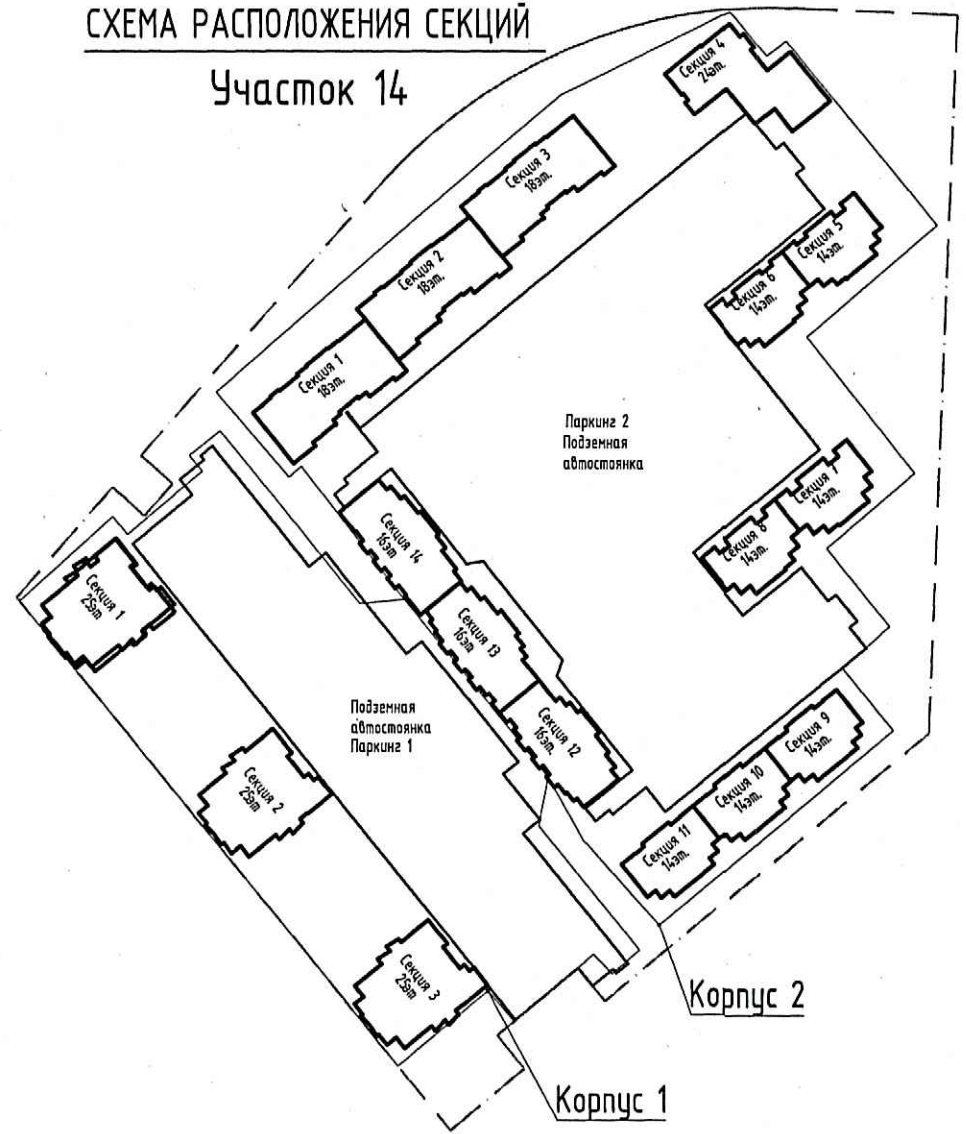 СХЕМА РАСПОЛОЖЕНИЯ СЕКЦИЙ
Участок 14
Секция 4
24эт.
Секция 3
18эт.
Секция 2
18эт.
Секция 1
18эт.
Секция 5
14эт.
Секция 6
14эт.
Паркинг 2
Подземная
автостоянка
Секция 7
14эт.
Секция 8
14эт.
Секция 14
16эт
Секция 13
16эт
Секция 12
16эт.
Секция 1
25эт
Подземная
автостоянка
Паркинг 1
Секция 2
25эт
Секция 9
14эт.
Секция 10
14эт.
Секция 11
14эт.
Секция 3
25эт
Корпус 2
Корпус 1